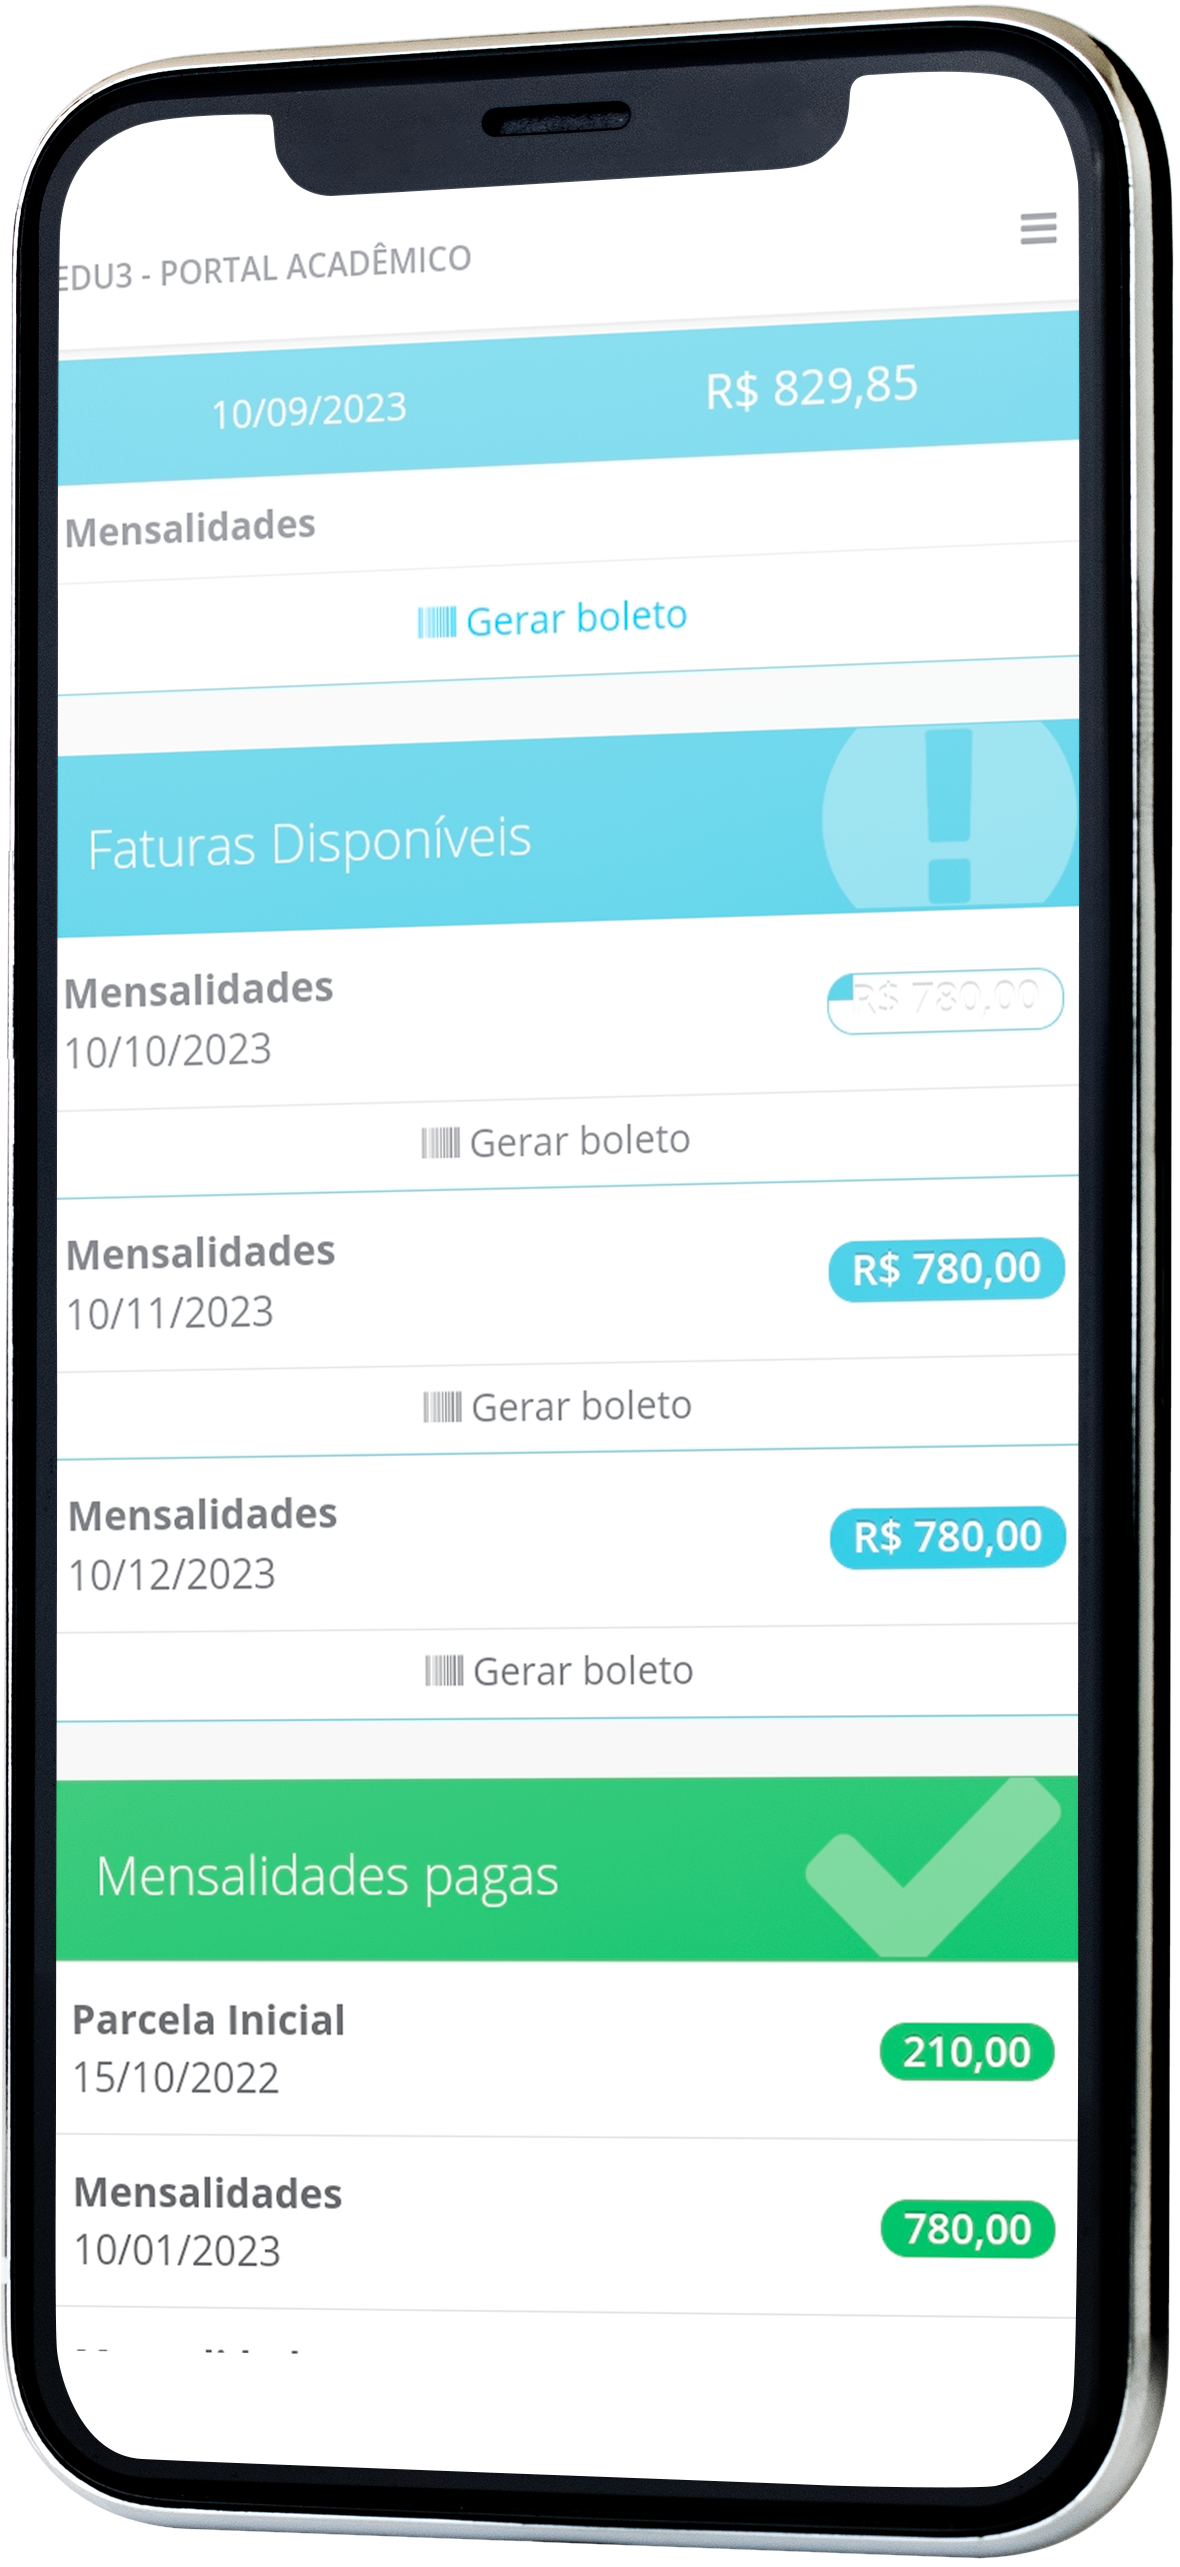 EDU3 - PORTAL ACADÊMICO
10/09/2023 R$ 829,85
Mensalidades
Gerar boleto
Faturas Disponíveis
Mensalidades
10/10/2023
R$ 780,00
Gerar boleto
Mensalidades
10/11/2023
R$ 780,00
Gerar boleto
Mensalidades
10/12/2023
R$ 780,00
Gerar boleto
Mensalidades pagas
Parcela Inicial
15/10/2022
210,00
Mensalidades
10/01/2023
780,00